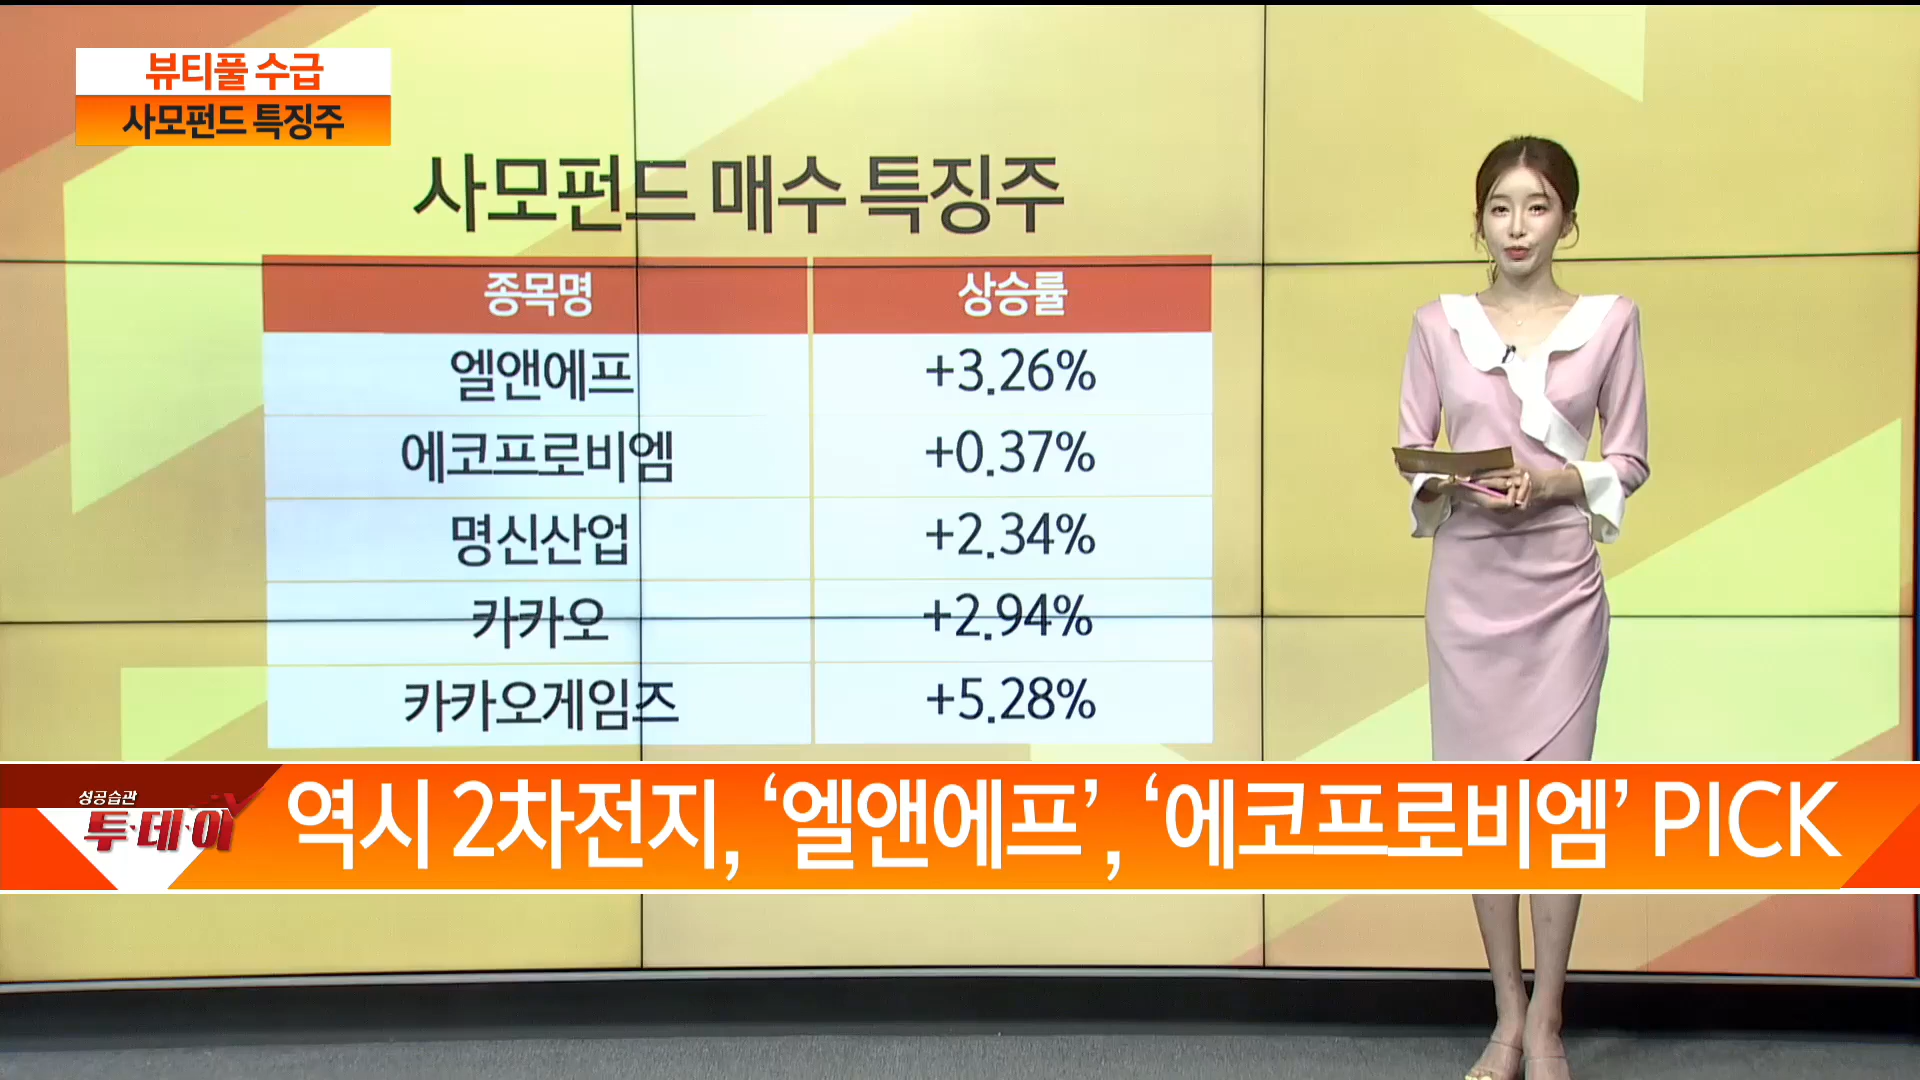 뷰티풀 수급
사모펀드 특징주
사모펀드 매수 특징주
종목명 상승률
엘앤에프 +3.26%
에코프로비엠 +0.37%
명신산업 +2.34%
카카오 +2.94%
카카오게임즈 +5.28%
성공습관
투·데·이
역시 2차전지, ‘엘앤에프’, ‘에코프로비엠’ PICK